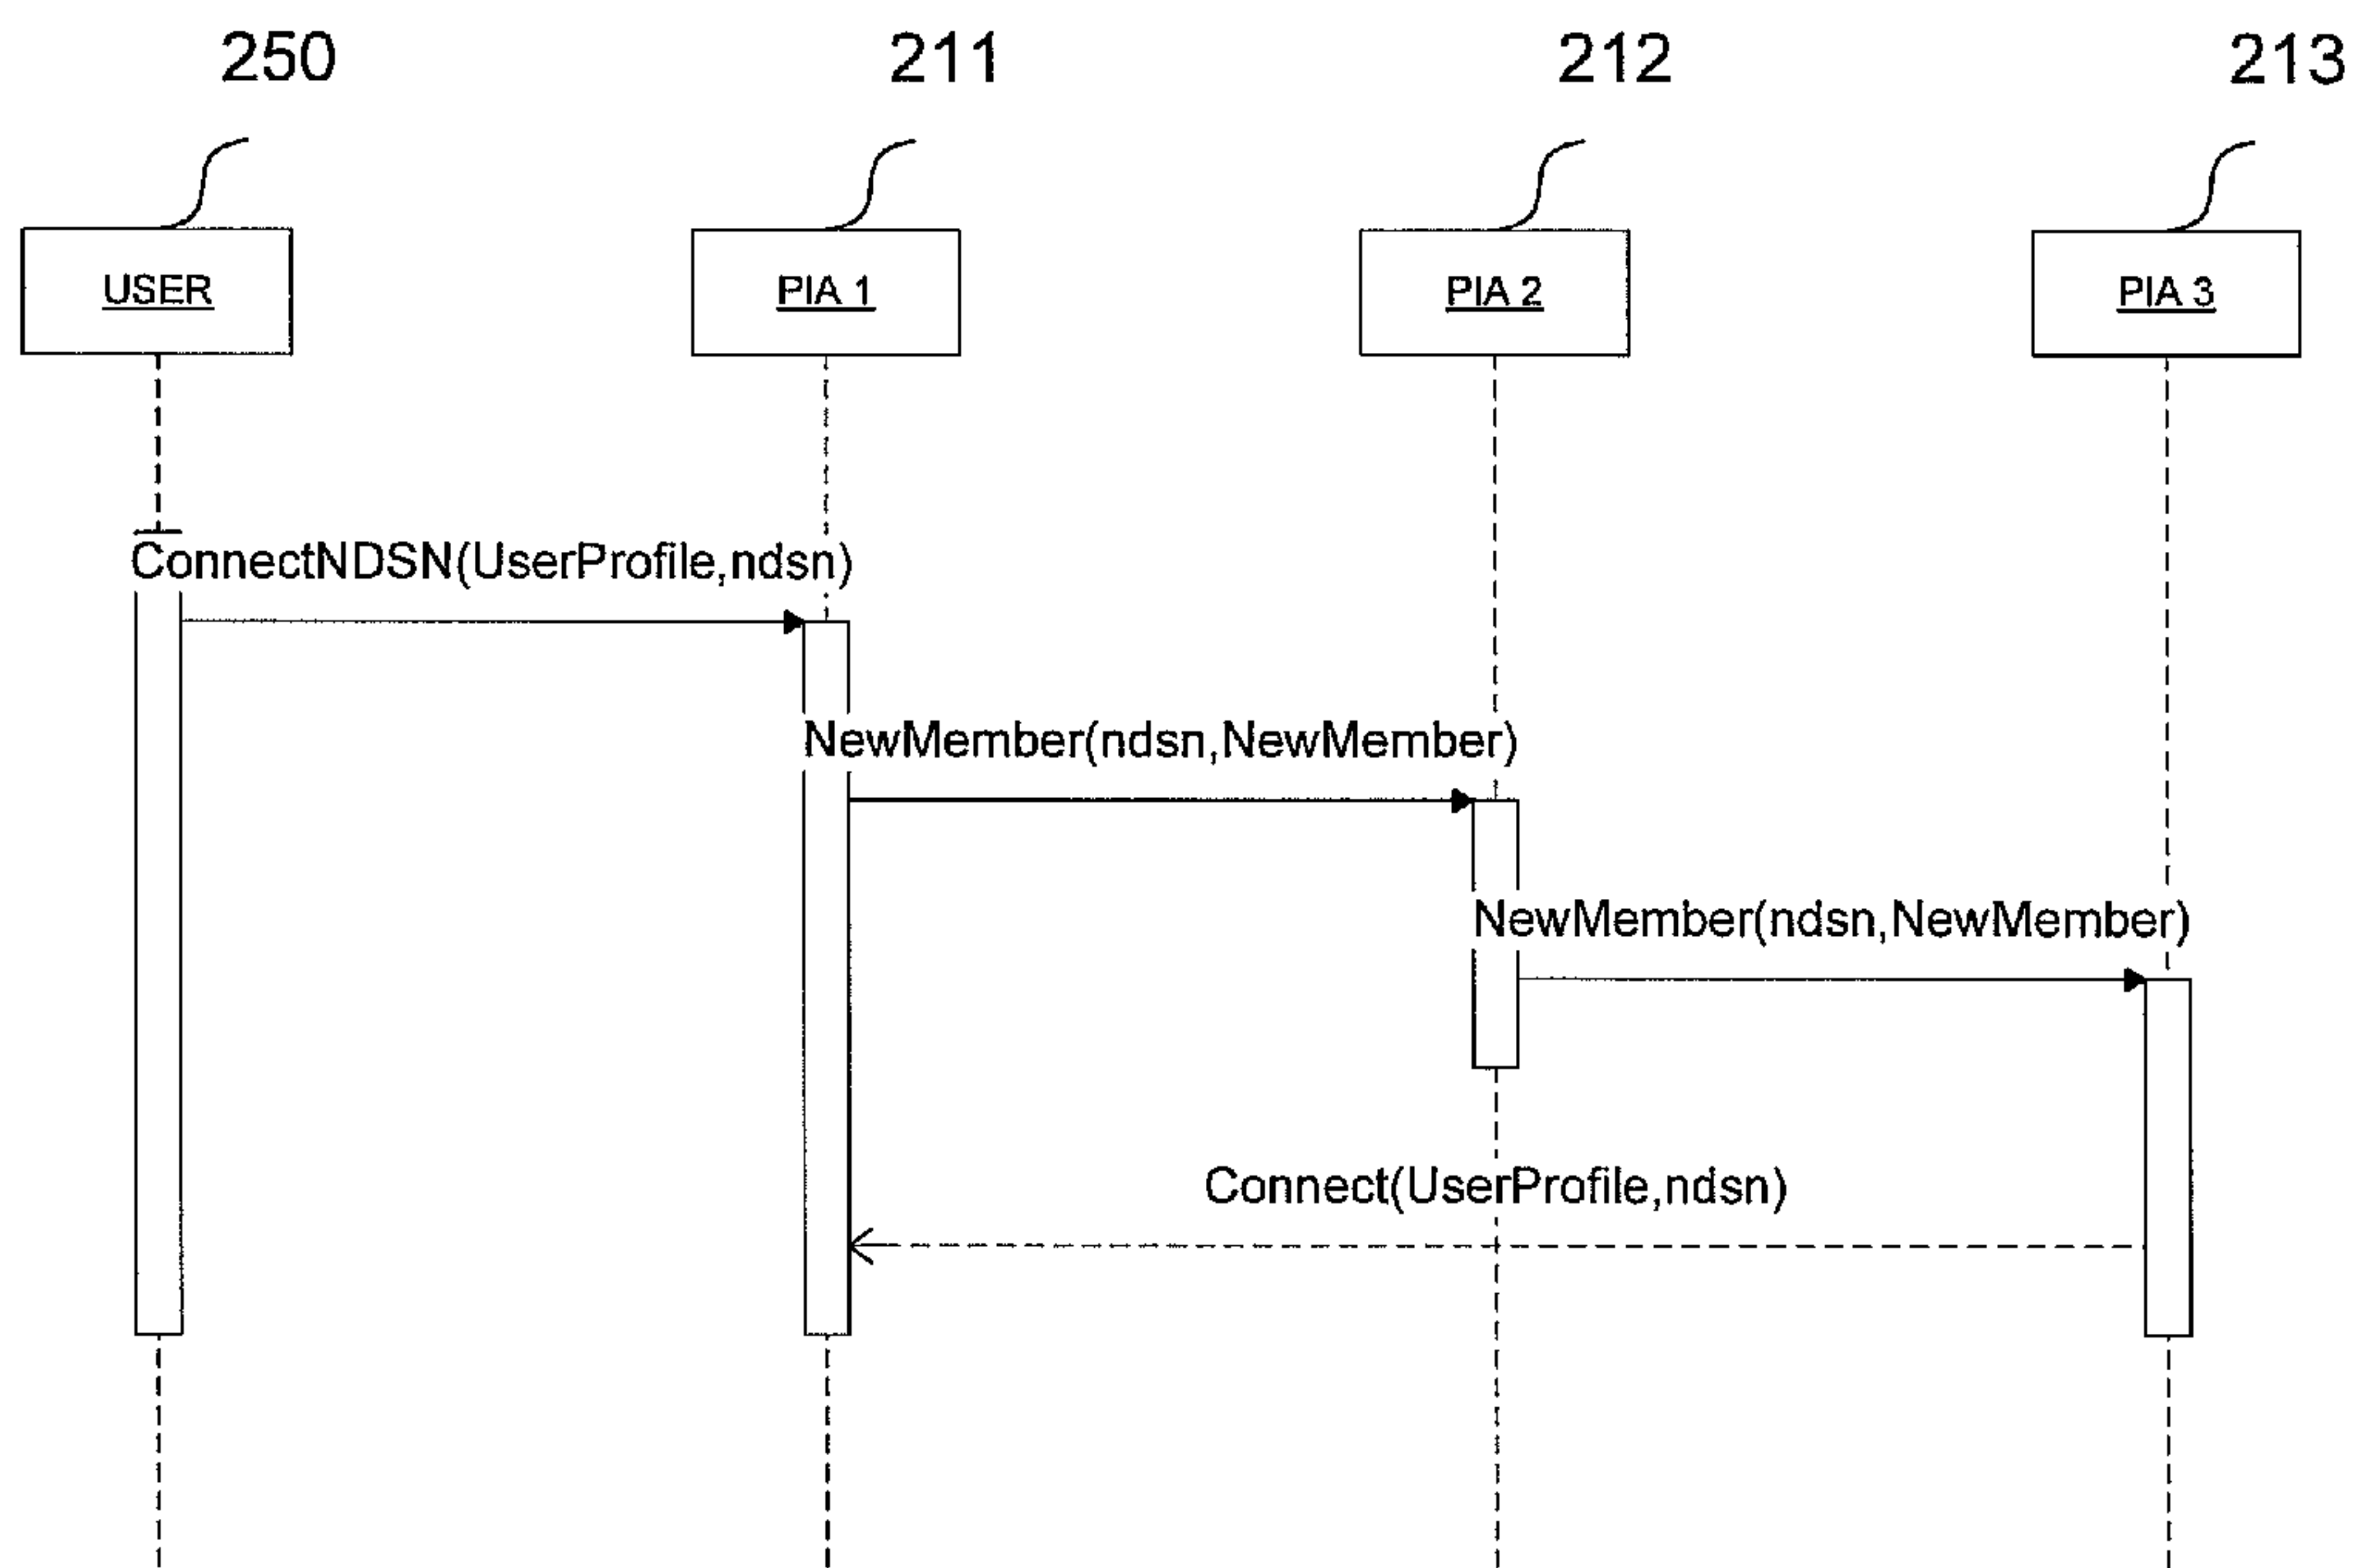 250 211 212 213
USER PIA 1 PIA 2 PIA 3
ConnectNDSN(UserProfile,ndsn)
NewMember(ndsn,NewMember)
NewMember(ndsn,NewMember)
Connect(UserProfile,ndsn)